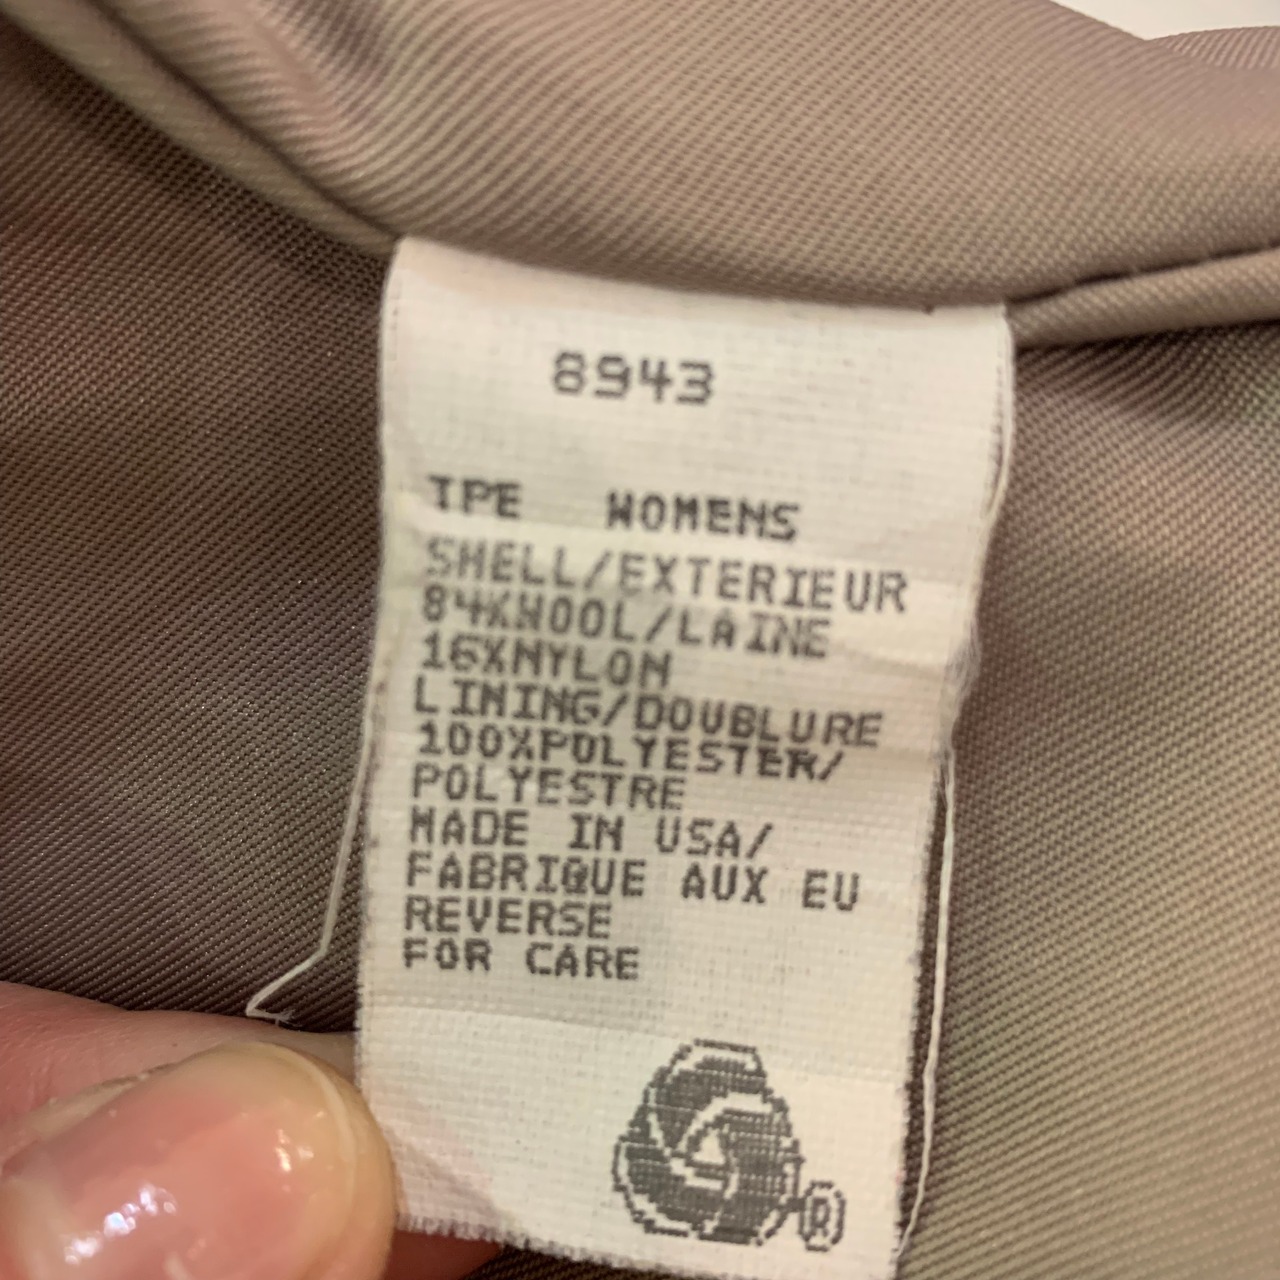 8943
TPE WOMENS
SHELL/EXTERIEUR
84%WOOL/LAINE
16%NYLON
LINING/DOUBLURE
100%POLYESTER/
POLYESTRE
MADE IN USA/
FABRIQUE AUX EU
REVERSE
FOR CARE
®